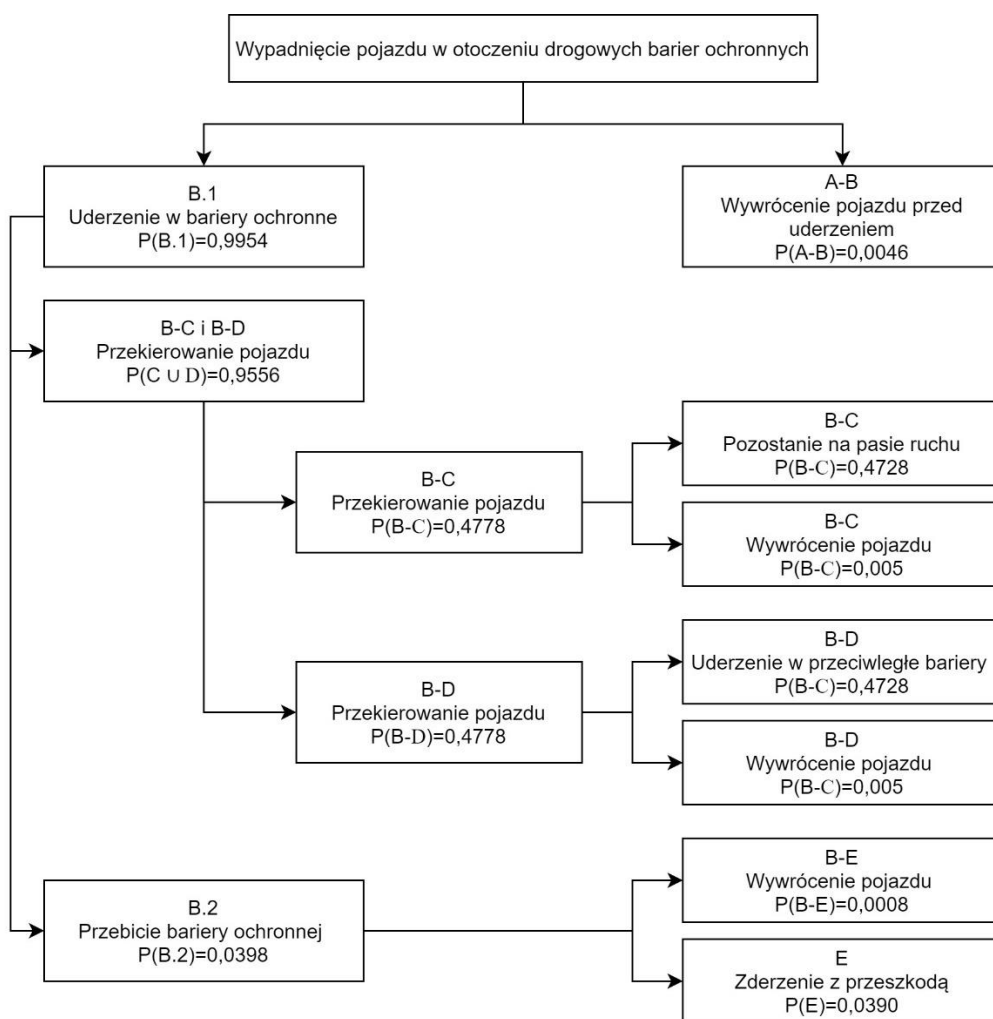 Wypadnięcie pojazdu w otoczeniu drogowych barier ochronnych
B.1
Uderzenie w bariery ochronne
P(B.1)=0,9954
A-B
Wywrócenie pojazdu przed
uderzeniem
P(A-B)=0,0046
B-C i B-D
Przekierowanie pojazdu
P(C ∪ D)=0,9556
B-C
Przekierowanie pojazdu
P(B-C)=0,4778
B-C
Pozostanie na pasie ruchu
P(B-C)=0,4728
B-C
Wywrócenie pojazdu
P(B-C)=0,005
B-D
Przekierowanie pojazdu
P(B-D)=0,4778
B-D
Uderzenie w przeciwległe bariery
P(B-C)=0,4728
B-D
Wywrócenie pojazdu
P(B-C)=0,005
B.2
Przebicie bariery ochronnej
P(B.2)=0,0398
B-E
Wywrócenie pojazdu
P(B-E)=0,0008
E
Zderzenie z przeszkodą
P(E)=0,0390